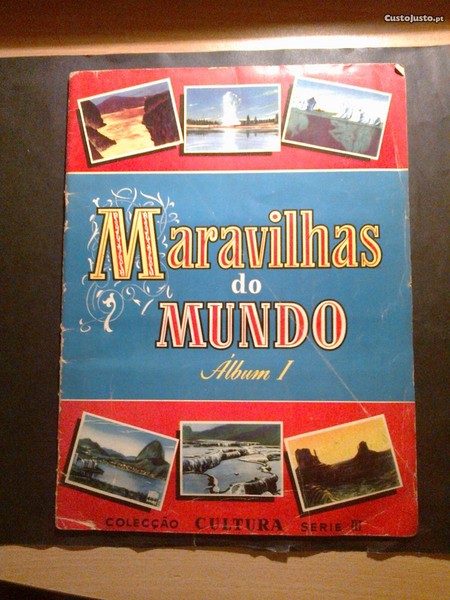 CustoJusto.pt
Maravilhas
do
MUNDO
Álbum I
COLECÇÃO CULTURA SERIE III